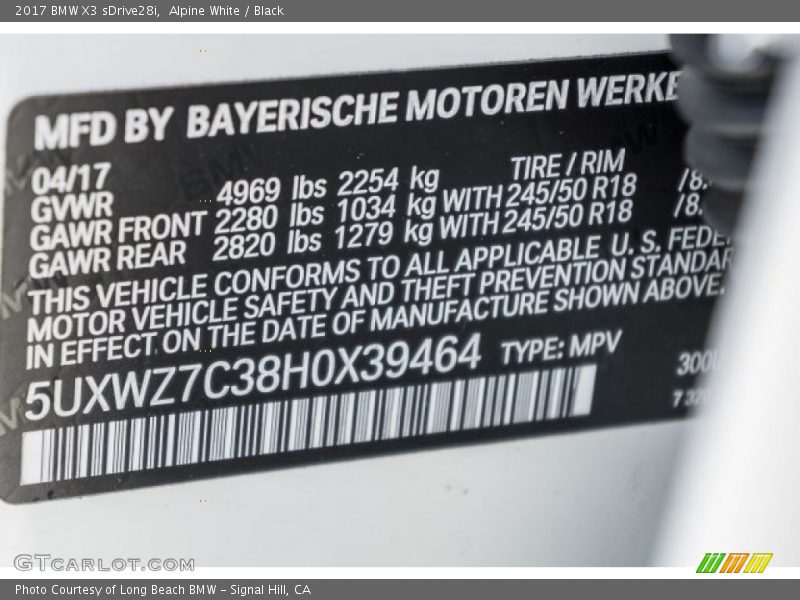 2017 BMW X3 sDrive28i, Alpine White / Black
MFD BY BAYERISCHE MOTOREN WERKE
04/17 TIRE / RIM
GVWR 4969 lbs 2254 kg
GAWR FRONT 2280 lbs 1034 kg WITH 245/50 R18
GAWR REAR 2820 lbs 1279 kg WITH 245/50 R18
THIS VEHICLE CONFORMS TO ALL APPLICABLE U. S.
MOTOR VEHICLE SAFETY AND THEFT PREVENTION
IN EFFECT ON THE DATE OF MANUFACTURE SHOWN ABOVE.
5UXWZ7C38H0X39464 TYPE: MPV
GTCARLOT.COM
Photo Courtesy of Long Beach BMW – Signal Hill, CA